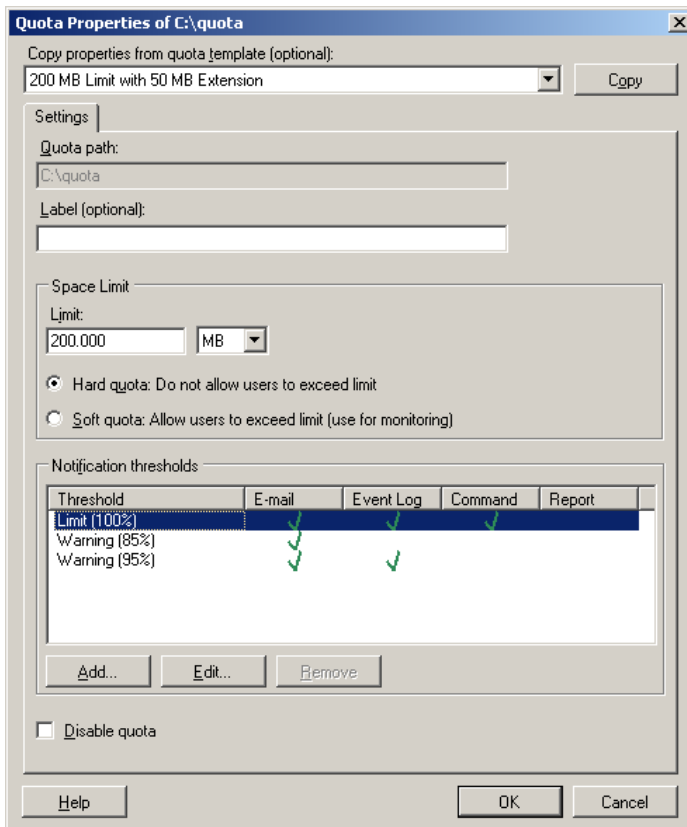 Quota Properties of C:\quota
Copy properties from quota template (optional):
200 MB Limit with 50 MB Extension
Copy
Settings
Quota path:
C:\quota
Label (optional):
Space Limit
Limit:
200.000 MB
Hard quota: Do not allow users to exceed limit
Soft quota: Allow users to exceed limit (use for monitoring)
Notification thresholds
Threshold E-mail Event Log Command Report
Limit (100%)
Warning (85%)
Warning (95%)
Add... Edit... Remove
Disable quota
Help OK Cancel